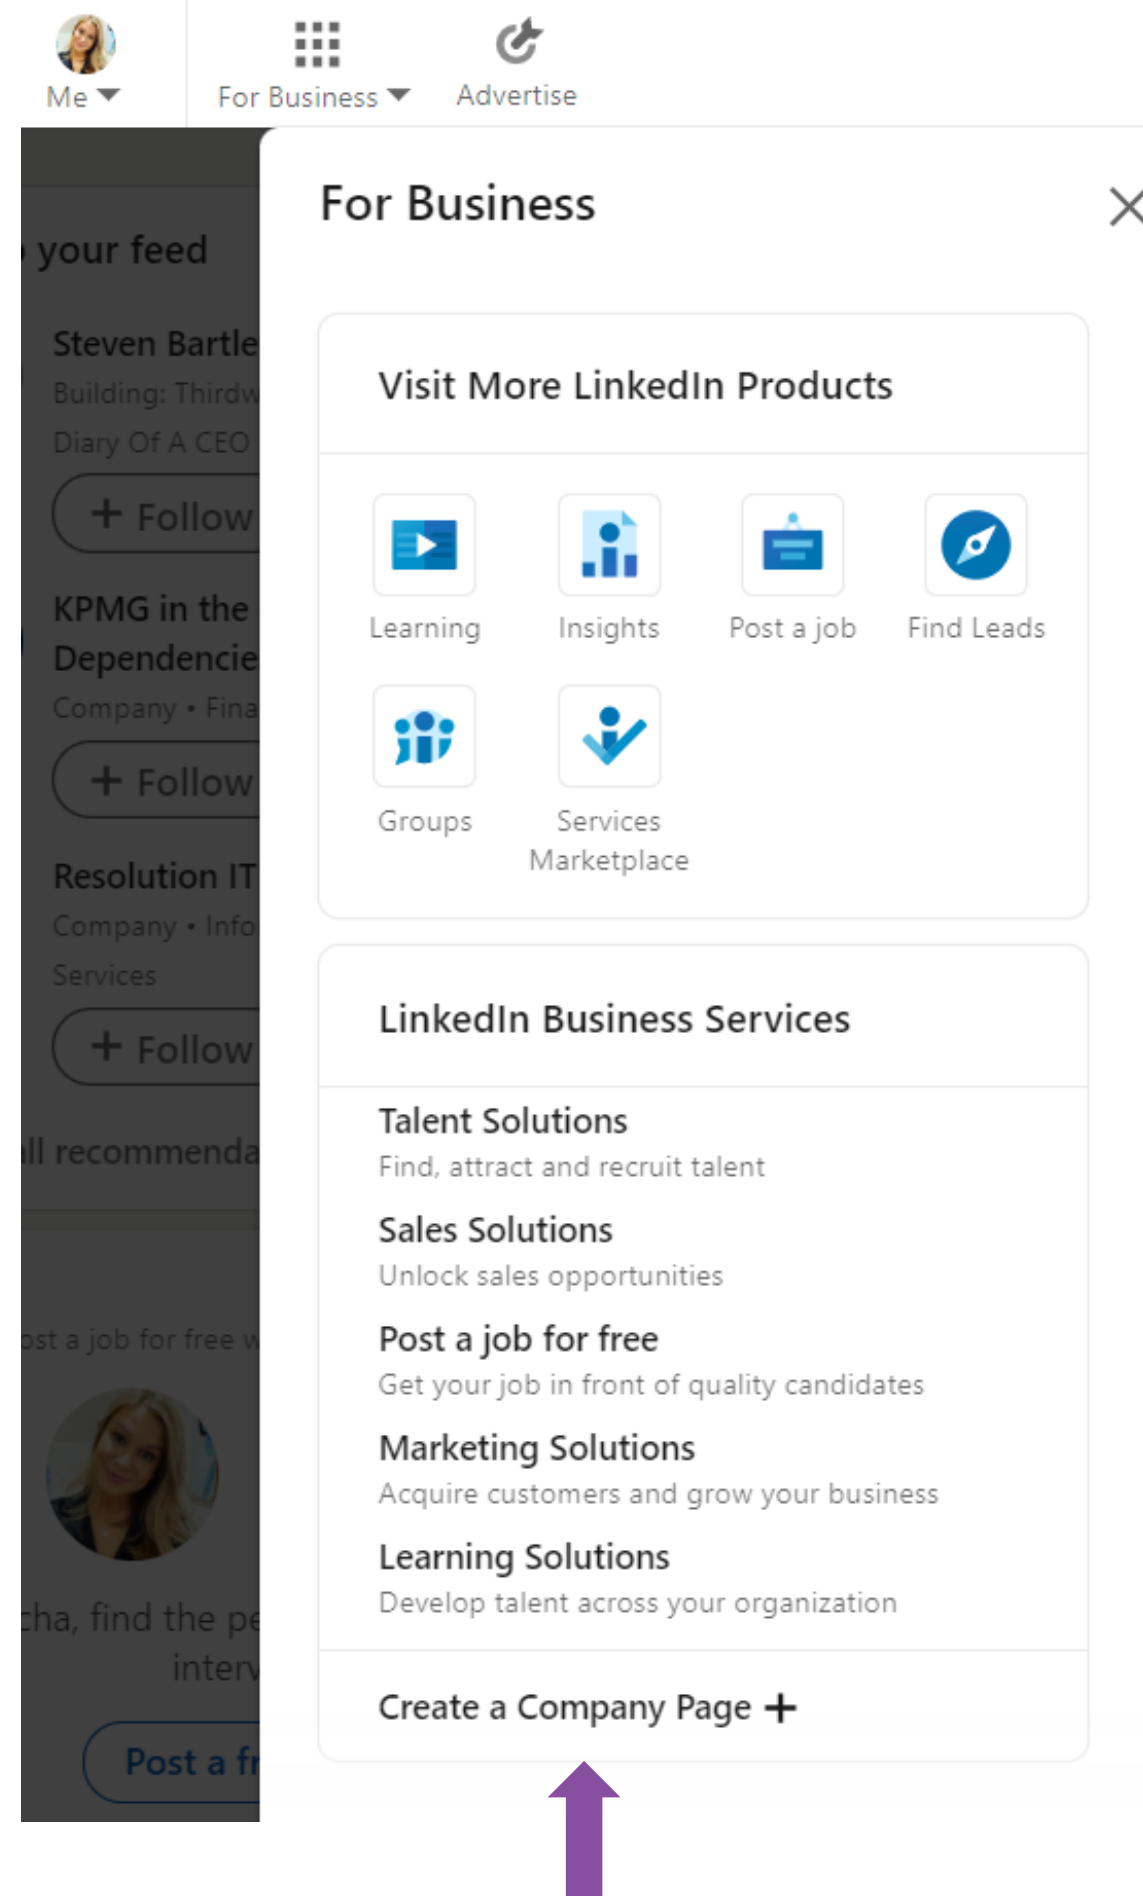 Me
For Business
Advertise
your feed
Steven Bartle
Building: Thirdw
Diary Of A CEO
+ Follow
KPMG in the
Dependencie
Company • Fina
+ Follow
Resolution IT
Company • Info
Services
+ Follow
all recommenda
ost a job for free w
cha, find the pe
interv
Post a fr
For Business
Visit More LinkedIn Products
Learning
Insights
Post a job
Find Leads
Groups
Services
Marketplace
LinkedIn Business Services
Talent Solutions
Find, attract and recruit talent
Sales Solutions
Unlock sales opportunities
Post a job for free
Get your job in front of quality candidates
Marketing Solutions
Acquire customers and grow your business
Learning Solutions
Develop talent across your organization
Create a Company Page +